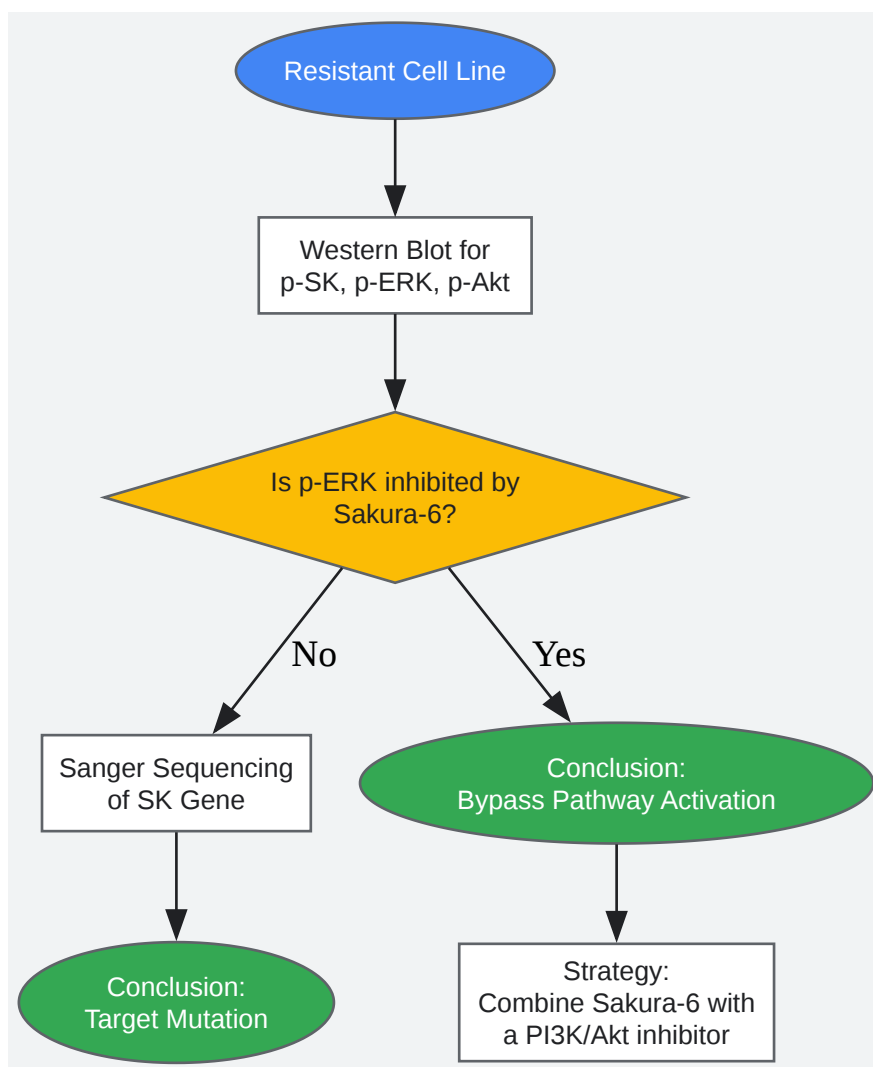 Resistant Cell Line
Western Blot for
p-SK, p-ERK, p-Akt
Is p-ERK inhibited by
Sakura-6?
No
Yes
Sanger Sequencing
of SK Gene
Conclusion:
Bypass Pathway Activation
Conclusion:
Target Mutation
Strategy:
Combine Sakura-6 with
a PI3K/Akt inhibitor